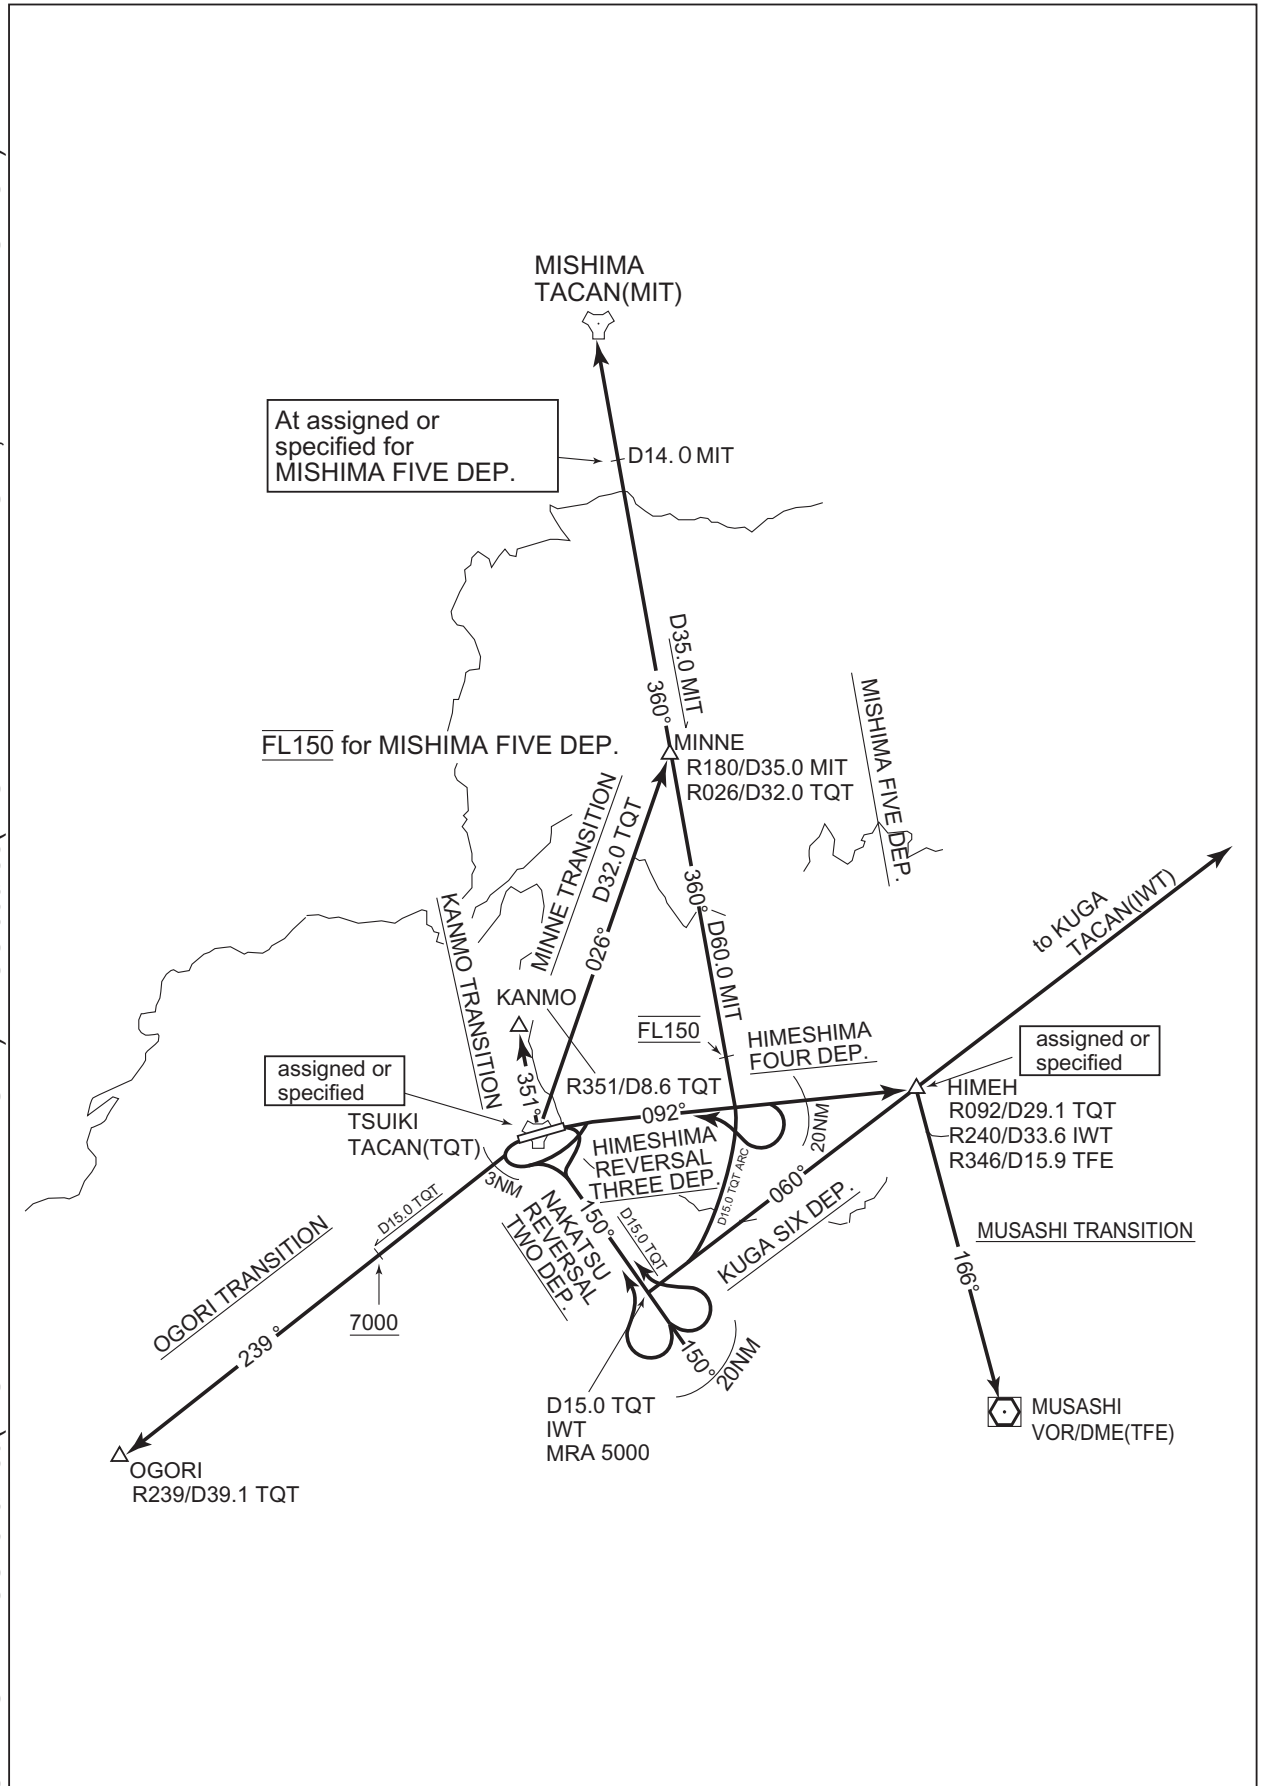 MISHIMA
TACAN(MIT)
At assigned or
specified for
MISHIMA FIVE DEP.
D14.0 MIT
D35.0 MIT
360°
FL150 for MISHIMA FIVE DEP.
MINNE
R180/D35.0 MIT
R026/D32.0 TQT
MISHIMA FIVE DEP.
MINNE TRANSITION
D32.0 TQT
026°
360°
D60.0 MIT
KANMO TRANSITION
to KUGA
TACAN(IWT)
KANMO
FL150
HIMESHIMA
FOUR DEP.
assigned or
specified
assigned or
specified
351°
R351/D8.6 TQT
HIMEH
R092/D29.1 TQT
R240/D33.6 IWT
R346/D15.9 TFE
092°
20NM
TSUIKI
TACAN(TQT)
HIMESHIMA
REVERSAL
THREE DEP.
3NM
D15.0 TQT ARC
060°
KUGA SIX DEP.
NAKATSU
REVERSAL
TWO DEP.
150°
D15.0 TQT
D15.0 TQT
MUSASHI TRANSITION
OGORI TRANSITION
166°
7000
239°
150°
20NM
D15.0 TQT
IWT
MRA 5000
MUSASHI
VOR/DME(TFE)
OGORI
R239/D39.1 TQT